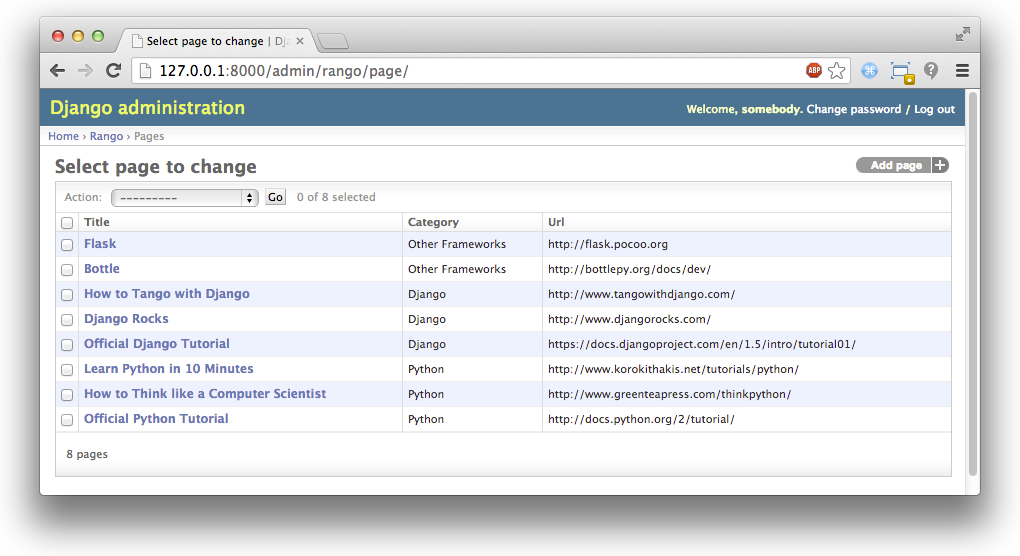 Select page to change | Dj
127.0.0.1:8000/admin/rango/page/
ABP
Django administration
Welcome, somebody. Change password / Log out
Home › Rango › Pages
Select page to change
Add page +
Action: --------- Go 0 of 8 selected
Title Category Url
Flask Other Frameworks http://flask.pocoo.org
Bottle Other Frameworks http://bottlepy.org/docs/dev/
How to Tango with Django Django http://www.tangowithdjango.com/
Django Rocks Django http://www.djangorocks.com/
Official Django Tutorial Django https://docs.djangoproject.com/en/1.5/intro/tutorial01/
Learn Python in 10 Minutes Python http://www.korokithakis.net/tutorials/python/
How to Think like a Computer Scientist Python http://www.greenteapress.com/thinkpython/
Official Python Tutorial Python http://docs.python.org/2/tutorial/
8 pages